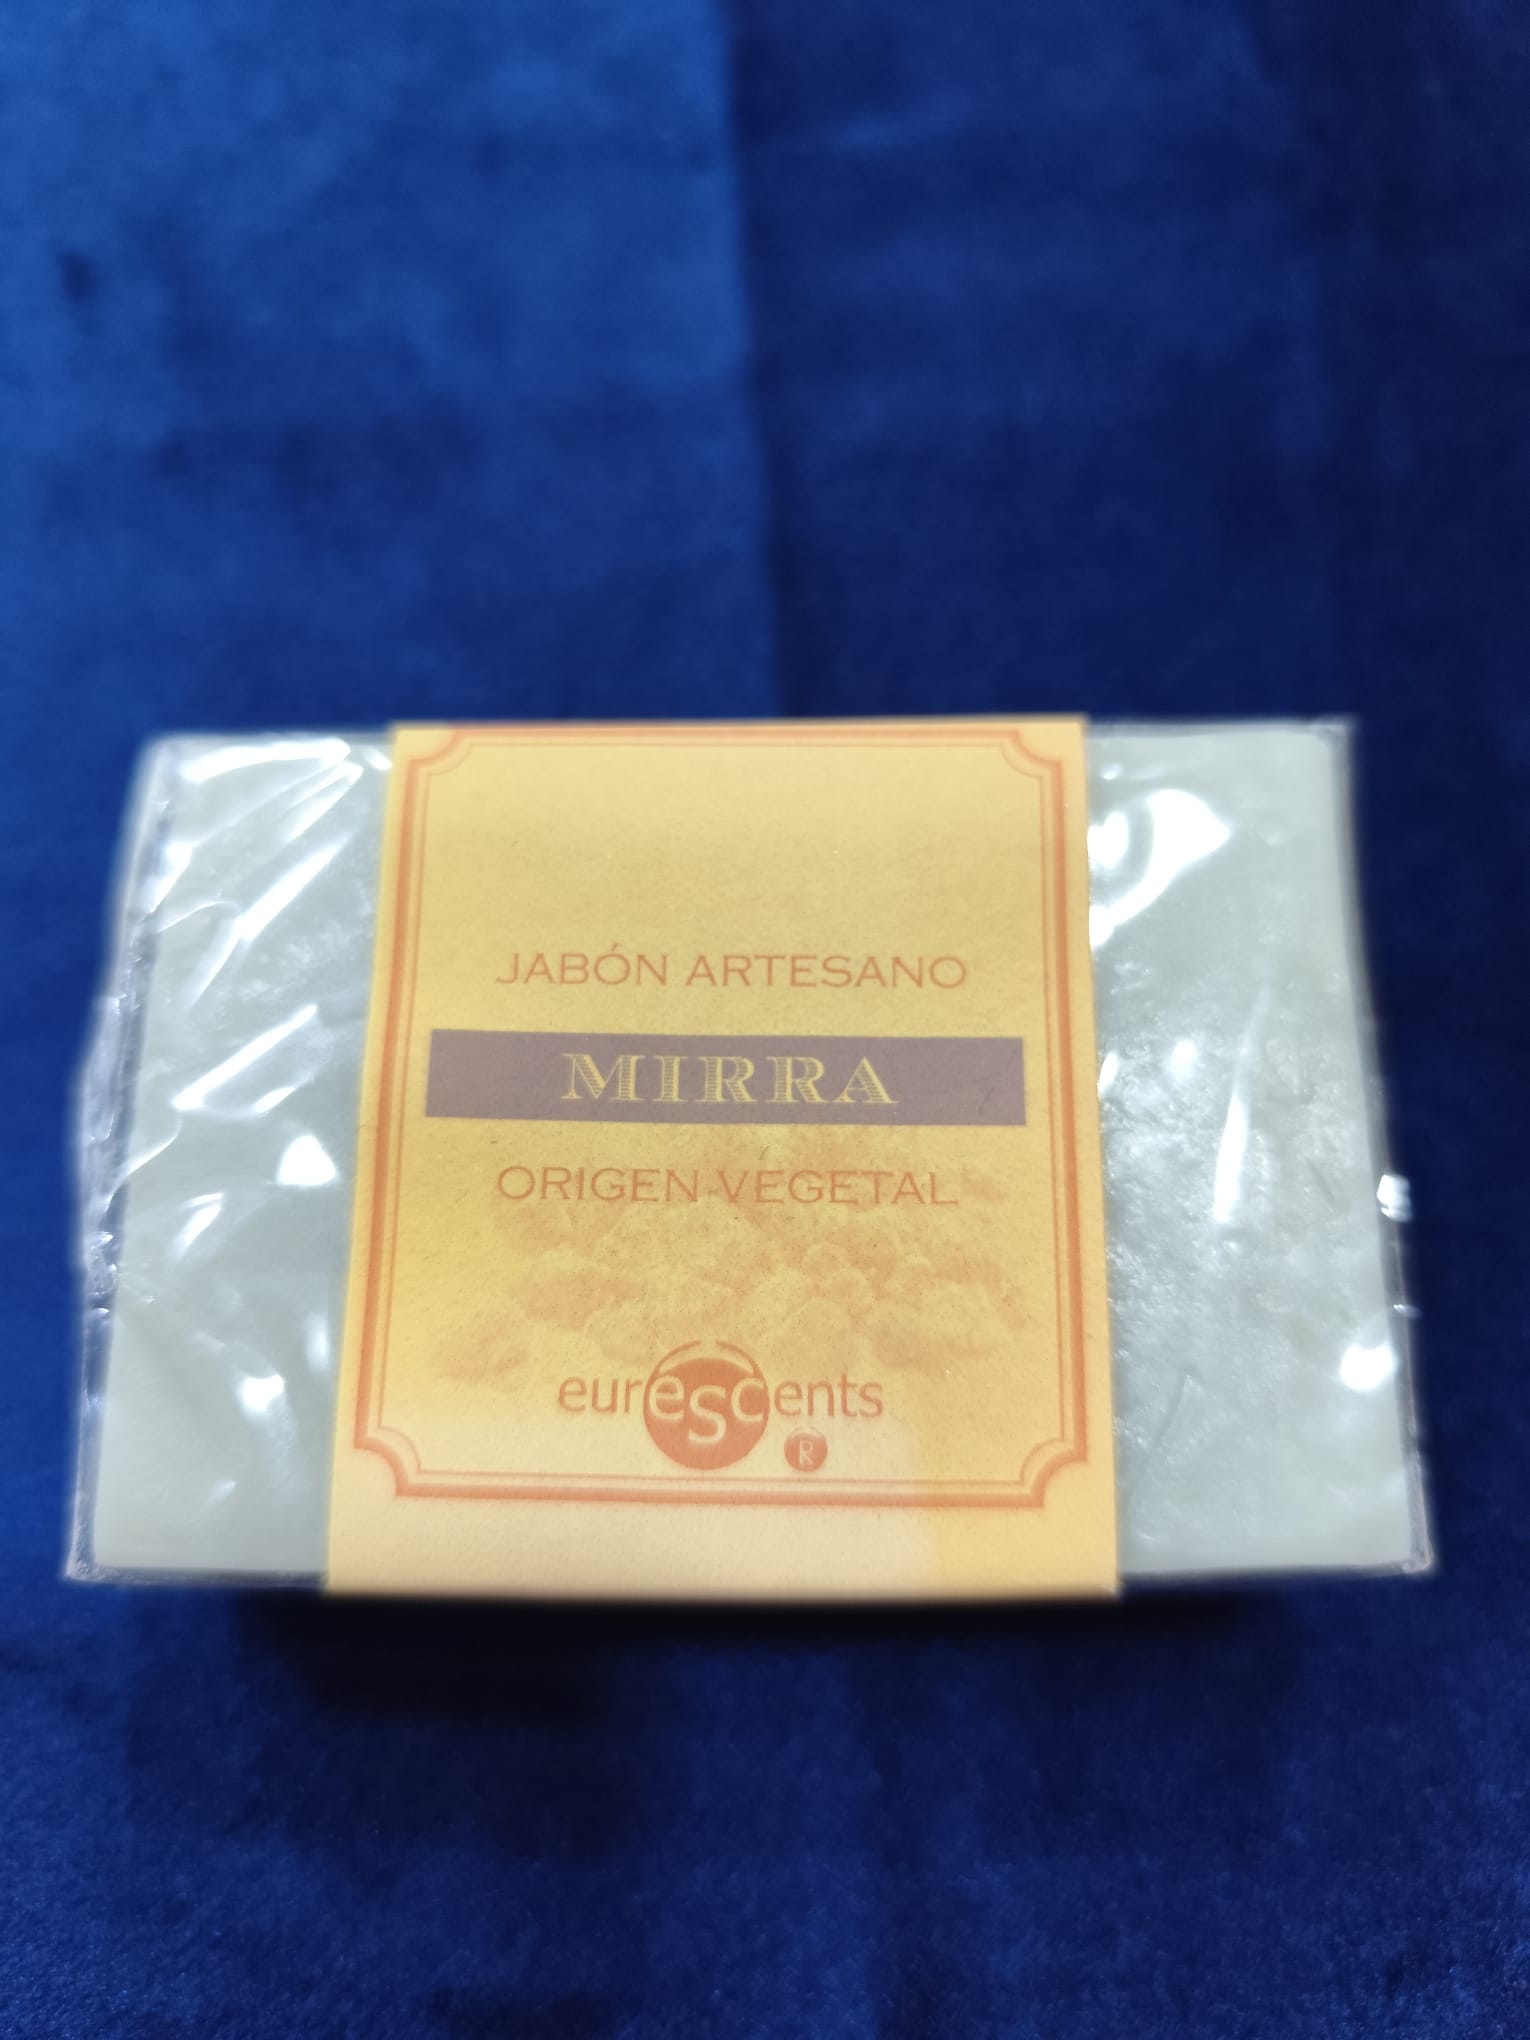 JABÓN ARTESANO
MIRRA
ORIGEN VEGETAL
eurescents
R